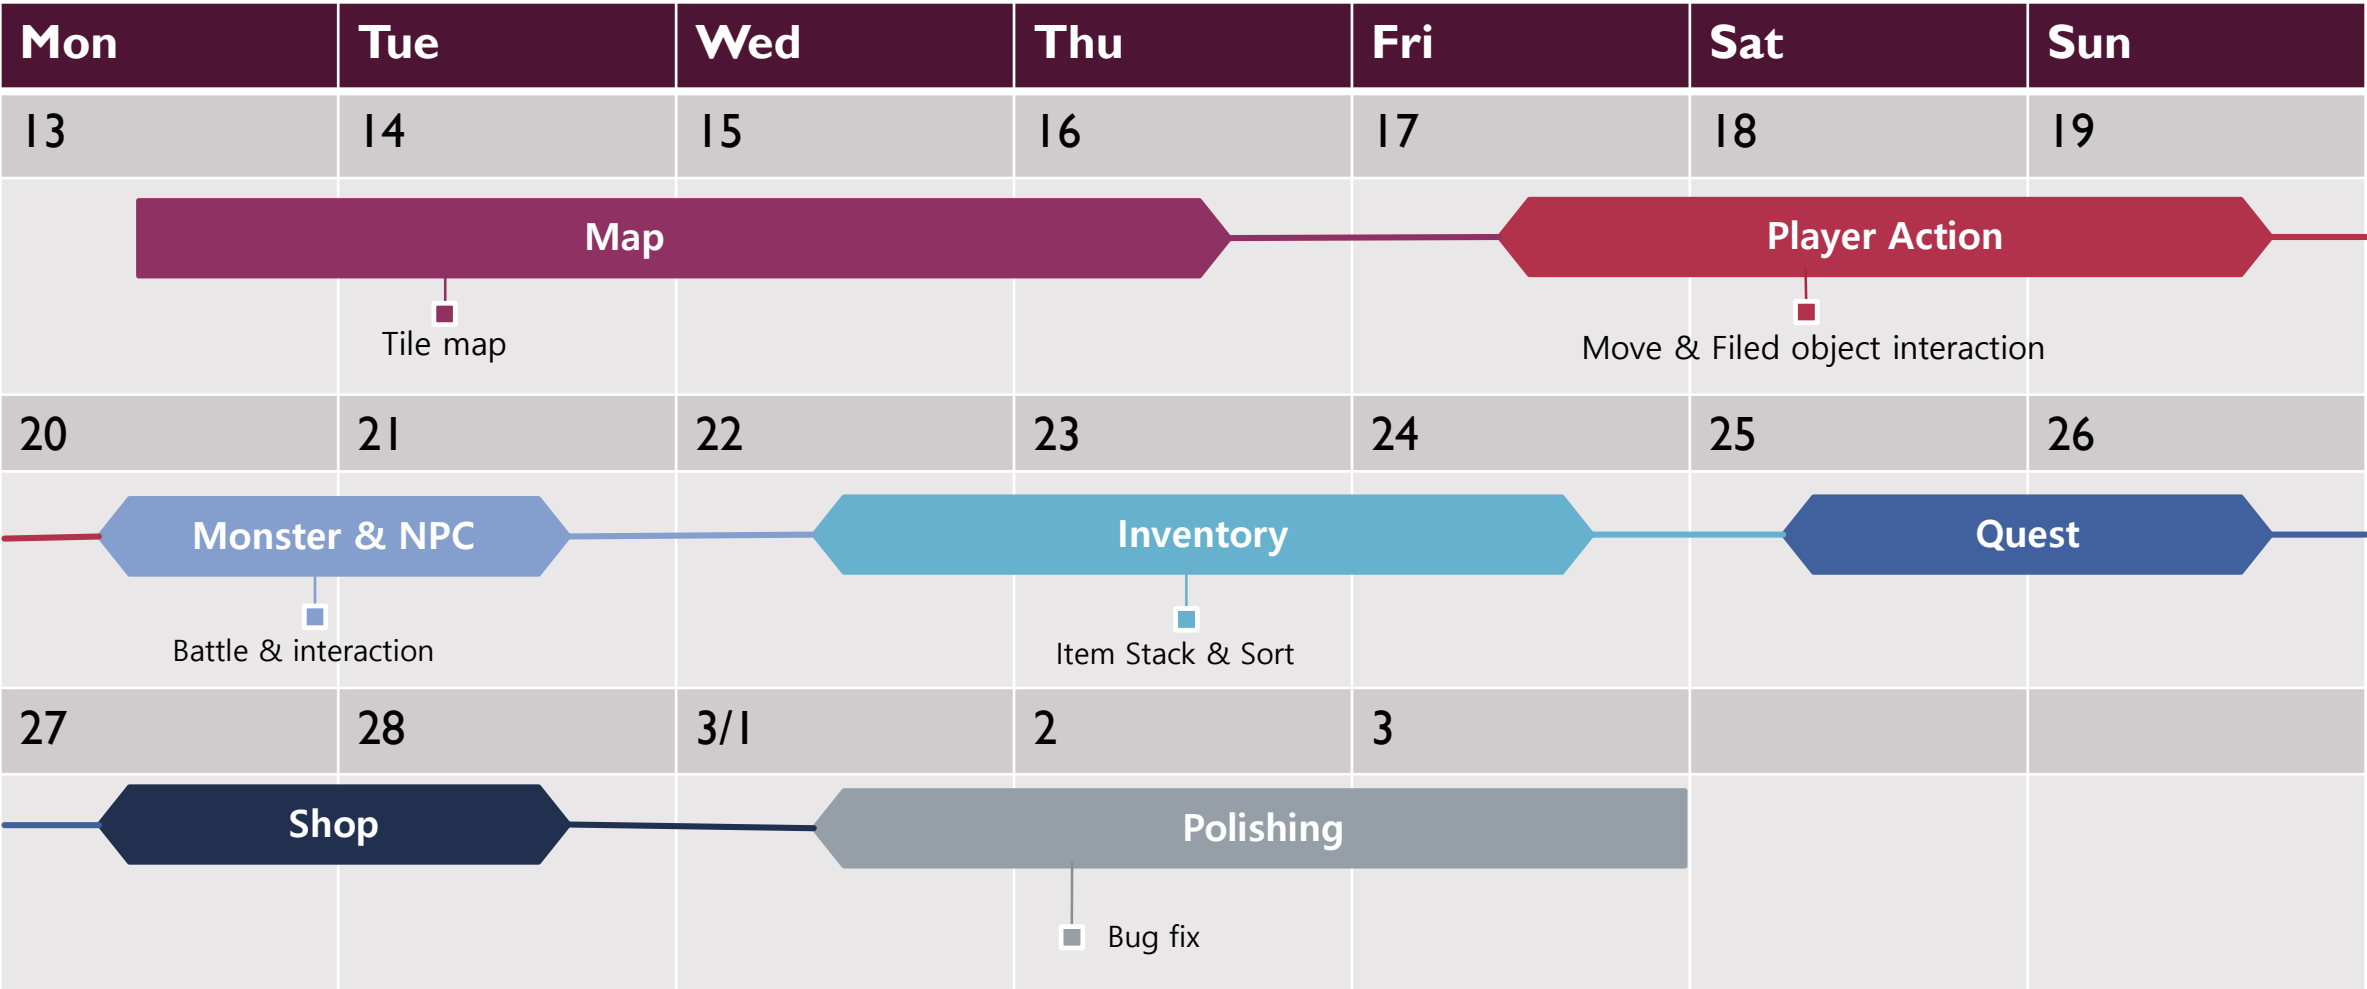 Mon Tue Wed Thu Fri Sat Sun
13 14 15 16 17 18 19
Map Player Action
Tile map Move & Filed object interaction
20 21 22 23 24 25 26
Monster & NPC Inventory Quest
Battle & interaction Item Stack & Sort
27 28 3/1 2 3
Shop Polishing
Bug fix